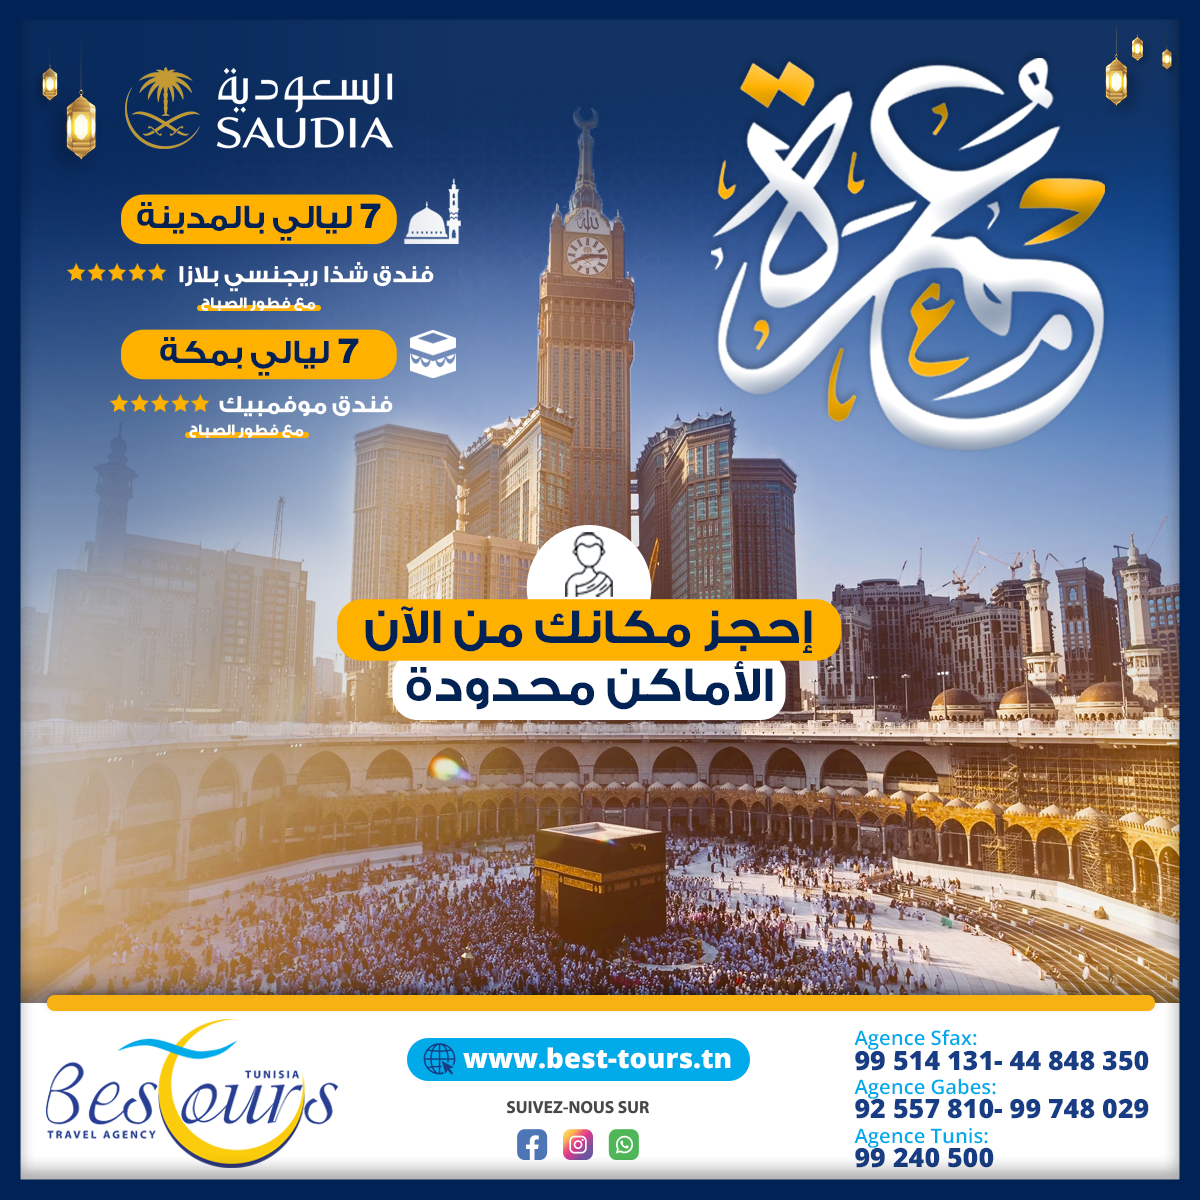 السعودية
SAUDIA
عمرة
7 ليالي بالمدينة
فندق شذا ريجنسي بلازا
مع فطور الصباح
7 ليالي بمكة
فندق موفمبيك
مع فطور الصباح
إحجز مكانك من الآن
الأماكن محدودة
BesTours
TUNISIA
TRAVEL AGENCY
www.best-tours.tn
SUIVEZ-NOUS SUR
Agence Sfax:
99 514 131- 44 848 350
Agence Gabes:
92 557 810- 99 748 029
Agence Tunis:
99 240 500